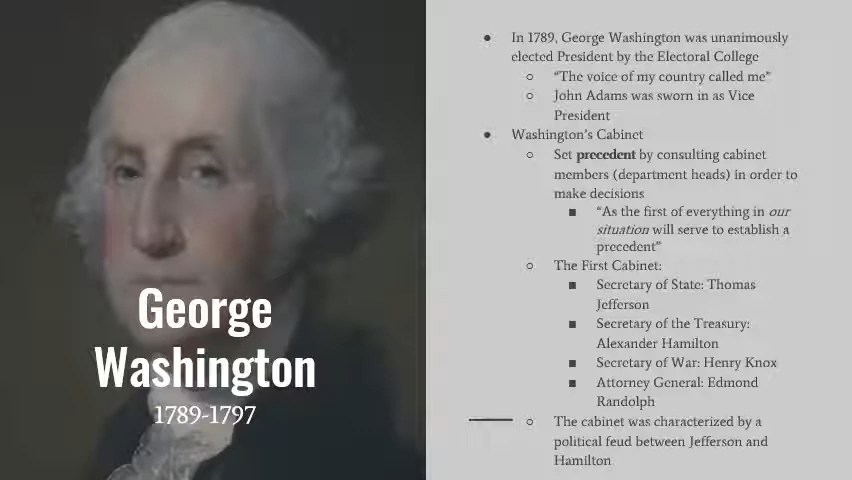 George
Washington
1789-1797
● In 1789, George Washington was unanimously
elected President by the Electoral College
○ “The voice of my country called me”
○ John Adams was sworn in as Vice
President
● Washington’s Cabinet
○ Set precedent by consulting cabinet
members (department heads) in order to
make decisions
■ “As the first of everything in our
situation will serve to establish a
precedent”
○ The First Cabinet:
■ Secretary of State: Thomas
Jefferson
■ Secretary of the Treasury:
Alexander Hamilton
■ Secretary of War: Henry Knox
■ Attorney General: Edmond
Randolph
○ The cabinet was characterized by a
political feud between Jefferson and
Hamilton